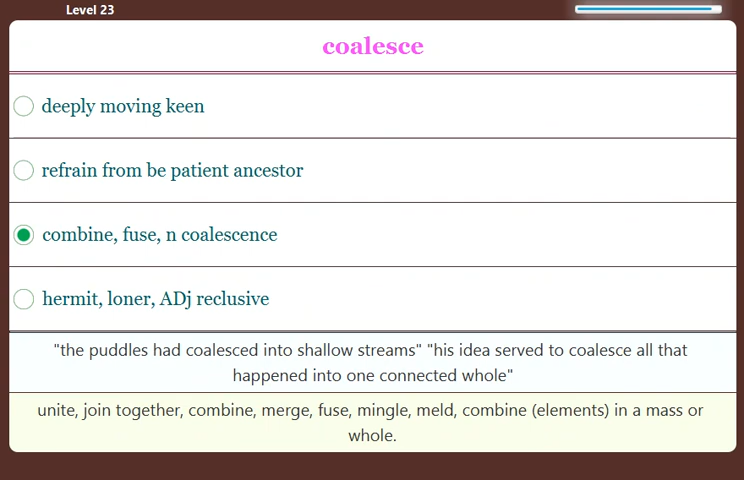 Level 23
coalesce
deeply moving keen
refrain from be patient ancestor
combine, fuse, n coalescence
hermit, loner, ADj reclusive
"the puddles had coalesced into shallow streams" "his idea served to coalesce all that
happened into one connected whole"
unite, join together, combine, merge, fuse, mingle, meld, combine (elements) in a mass or
whole.